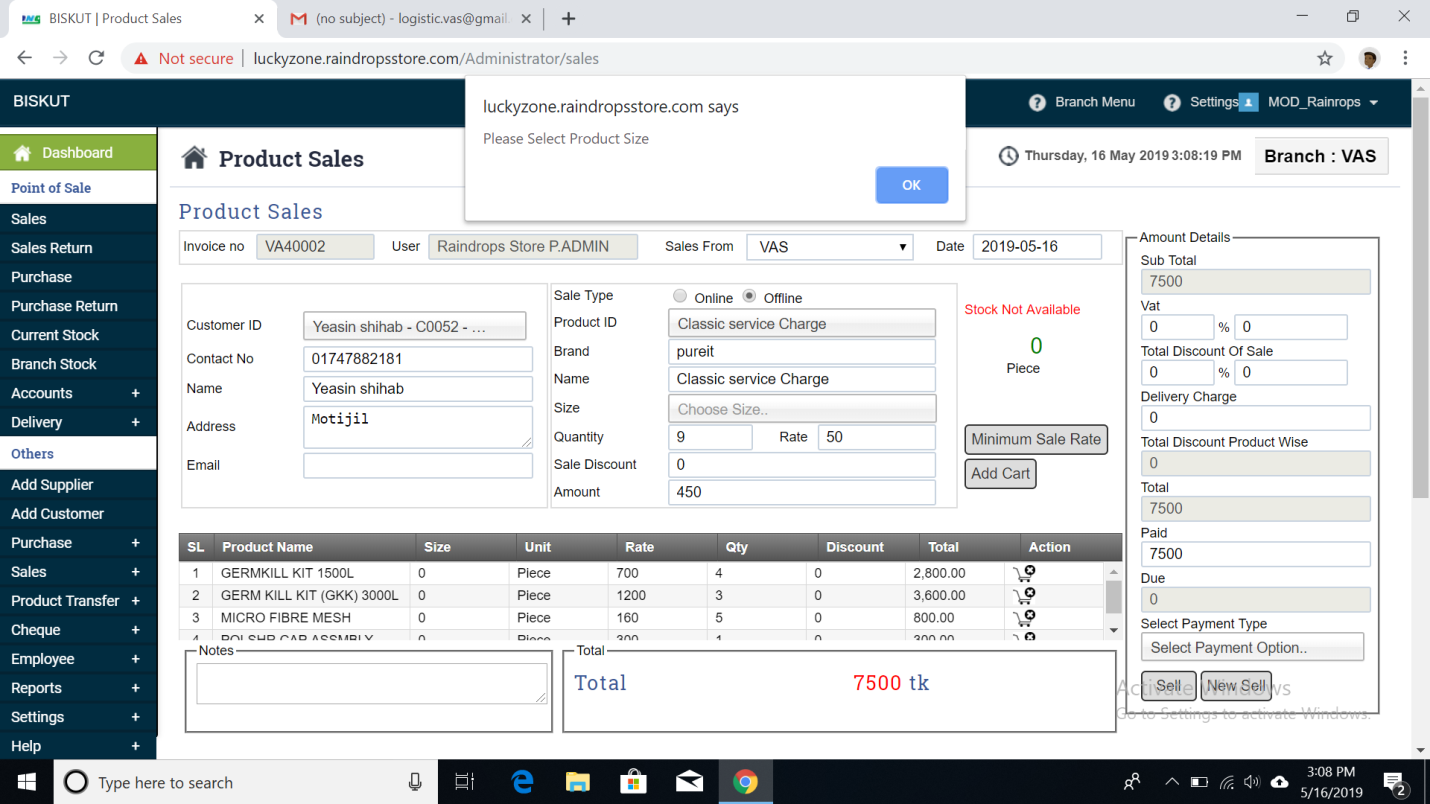 BISKUT | Product Sales
(no subject) - logistic.vas@gmail.
Not secure
luckyzone.raindropsstore.com/Administrator/sales
BISKUT
Branch Menu
Settings
MOD_Rainrops
luckyzone.raindropsstore.com says
Please Select Product Size
OK
Dashboard
Point of Sale
Sales
Sales Return
Purchase
Purchase Return
Current Stock
Branch Stock
Accounts +
Delivery +
Others
Add Supplier
Add Customer
Purchase +
Sales +
Product Transfer +
Cheque +
Employee +
Reports +
Settings +
Help +
Product Sales
Thursday, 16 May 2019 3:08:19 PM
Branch : VAS
Product Sales
Invoice no VA40002 User Raindrops Store P.ADMIN Sales From VAS Date 2019-05-16
Customer ID Yeasin shihab - C0052 - ...
Contact No 01747882181
Name Yeasin shihab
Address Motijil
Email
Sale Type Online Offline
Product ID Classic service Charge
Brand pureit
Name Classic service Charge
Size Choose Size..
Quantity 9 Rate 50
Sale Discount 0
Amount 450
Stock Not Available
0
Piece
Minimum Sale Rate
Add Cart
SL Product Name Size Unit Rate Qty Discount Total Action
1 GERMKILL KIT 1500L 0 Piece 700 4 0 2,800.00
2 GERM KILL KIT (GKK) 3000L 0 Piece 1200 3 0 3,600.00
3 MICRO FIBRE MESH 0 Piece 160 5 0 800.00
4 POLSHR CAP ASSMBLY 0 Piece 300 1 0 300.00
Notes
Total
Total 7500 tk
Amount Details
Sub Total
7500
Vat
0 % 0
Total Discount Of Sale
0 % 0
Delivery Charge
0
Total Discount Product Wise
0
Total
7500
Paid
7500
Due
0
Select Payment Type
Select Payment Option..
Sell New Sell
Activate Windows
Go to Settings to activate Windows.
Type here to search
3:08 PM
5/16/2019
2